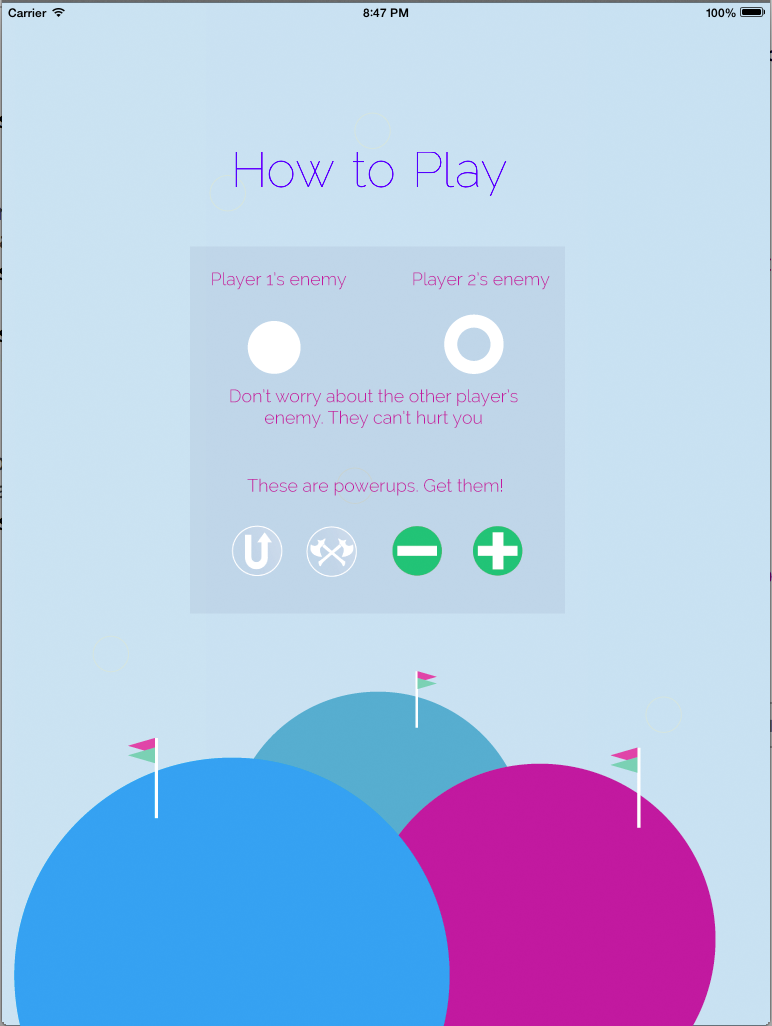 Carrier 8:47 PM 100%
How to Play
Player 1's enemy Player 2's enemy
Don't worry about the other player's
enemy. They can't hurt you
These are powerups. Get them!